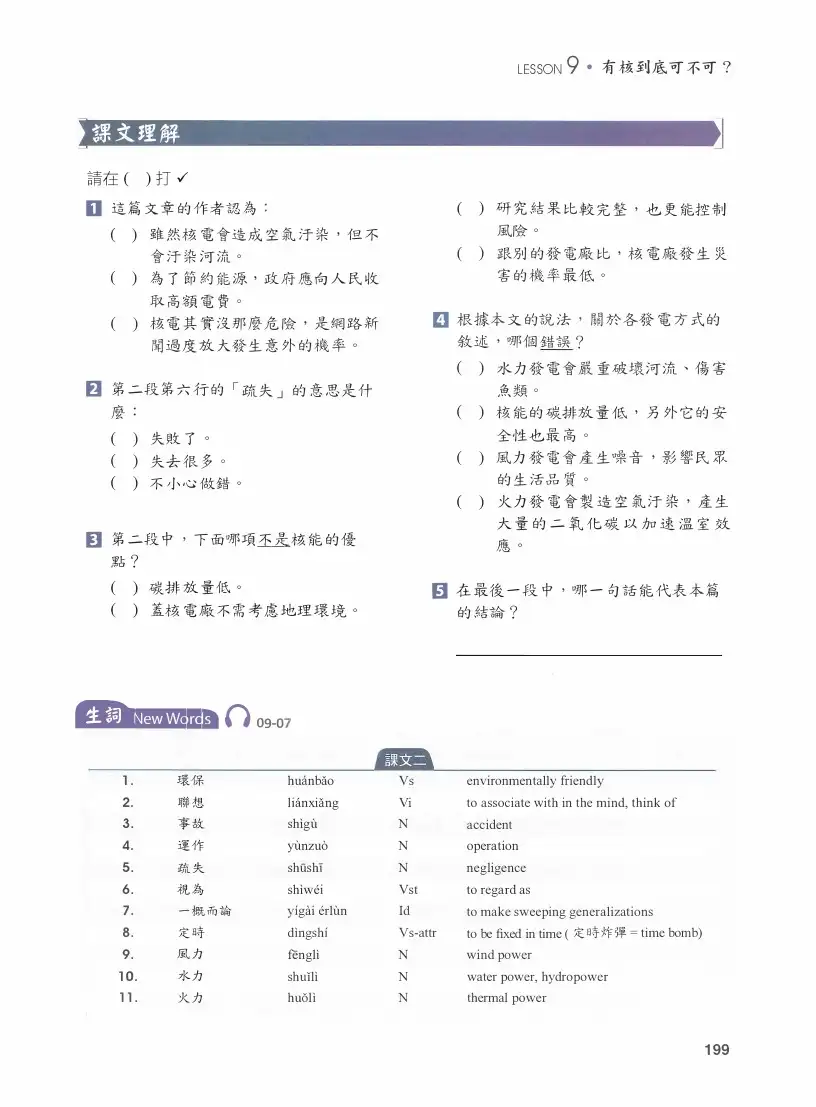 LESSON 9 • 有核到底可不可？
課文理解
請在 (　) 打 ✓
1 這篇文章的作者認為：
(　) 雖然核電會造成空氣汙染，但不
會汙染河流。
(　) 為了節約能源，政府應向人民收
取高額電費。
(　) 核電其實沒那麼危險，是網路新
聞過度放大發生意外的機率。
2 第二段第六行的「疏失」的意思是什
麼：
(　) 失敗了。
(　) 失去很多。
(　) 不小心做錯。
3 第二段中，下面哪項不是核能的優
點？
(　) 碳排放量低。
(　) 蓋核電廠不需考慮地理環境。
(　) 研究結果比較完整，也更能控制
風險。
(　) 跟別的發電廠比，核電廠發生災
害的機率最低。
4 根據本文的說法，關於各發電方式的
敘述，哪個錯誤？
(　) 水力發電會嚴重破壞河流、傷害
魚類。
(　) 核能的碳排放量低，另外它的安
全性也最高。
(　) 風力發電會產生噪音，影響民眾
的生活品質。
(　) 火力發電會製造空氣汙染，產生
大量的二氧化碳以加速溫室效
應。
5 在最後一段中，哪一句話能代表本篇
的結論？
生詞 New Words 09-07
課文二
1. 環保 huánbǎo Vs environmentally friendly
2. 聯想 liánxiǎng Vi to associate with in the mind, think of
3. 事故 shìgù N accident
4. 運作 yùnzuò N operation
5. 疏失 shūshī N negligence
6. 視為 shìwéi Vst to regard as
7. 一概而論 yígài érlùn Id to make sweeping generalizations
8. 定時 dìngshí Vs-attr to be fixed in time ( 定時炸彈 = time bomb)
9. 風力 fēnglì N wind power
10. 水力 shuǐlì N water power, hydropower
11. 火力 huǒlì N thermal power
199